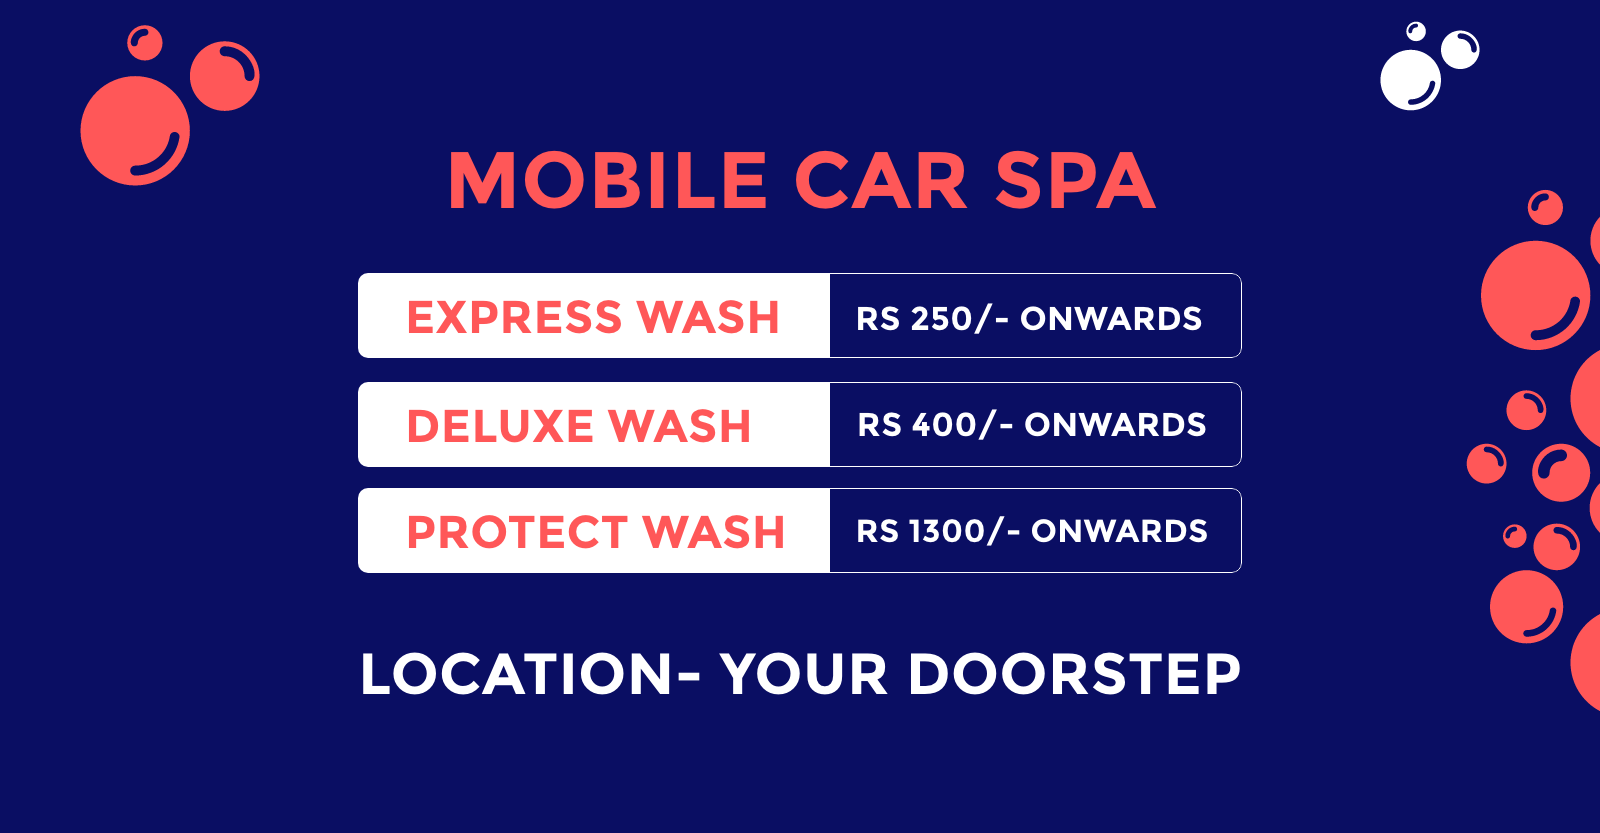 MOBILE CAR SPA
EXPRESS WASH RS 250/- ONWARDS
DELUXE WASH RS 400/- ONWARDS
PROTECT WASH RS 1300/- ONWARDS
LOCATION- YOUR DOORSTEP